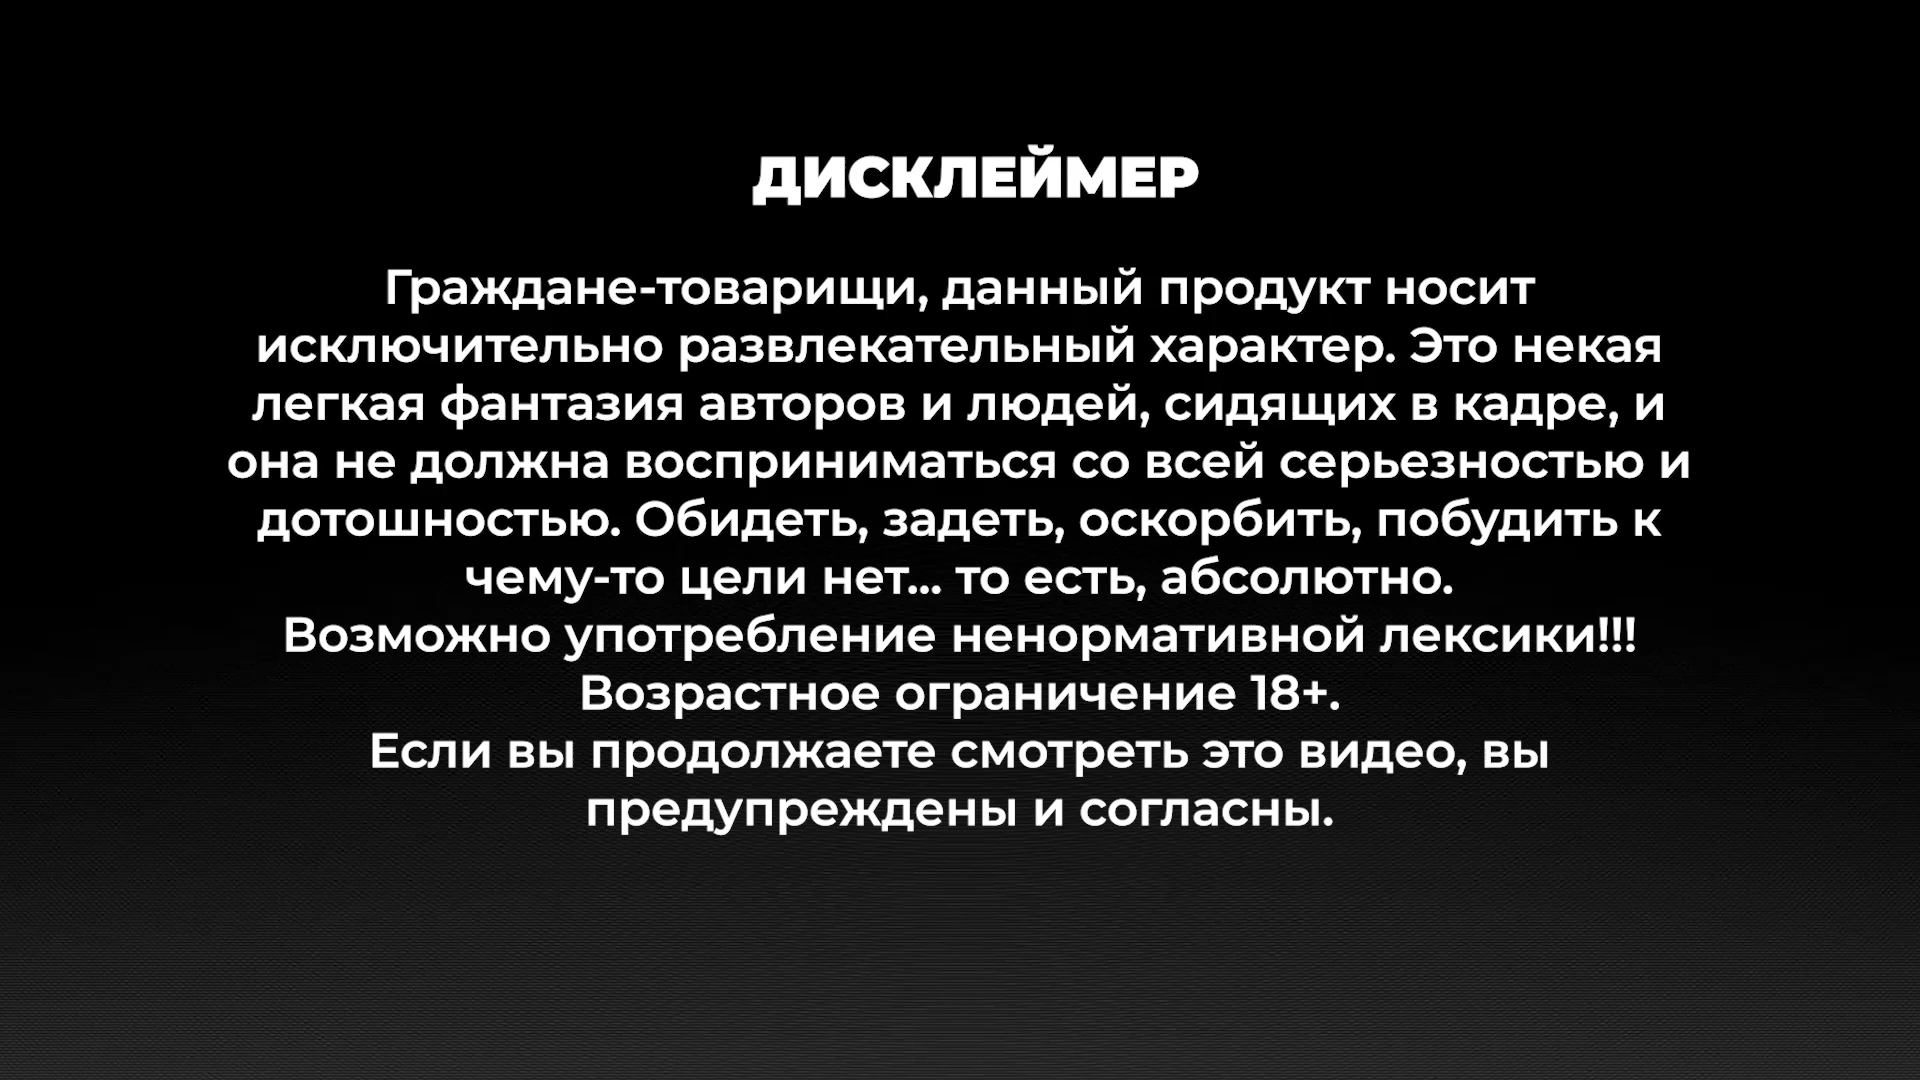 ДИСКЛЕЙМЕР
Граждане-товарищи, данный продукт носит
исключительно развлекательный характер. Это некая
легкая фантазия авторов и людей, сидящих в кадре, и
она не должна восприниматься со всей серьезностью и
дотошностью. Обидеть, задеть, оскорбить, побудить к
чему-то цели нет... то есть, абсолютно.
Возможно употребление ненормативной лексики!!!
Возрастное ограничение 18+.
Если вы продолжаете смотреть это видео, вы
предупреждены и согласны.